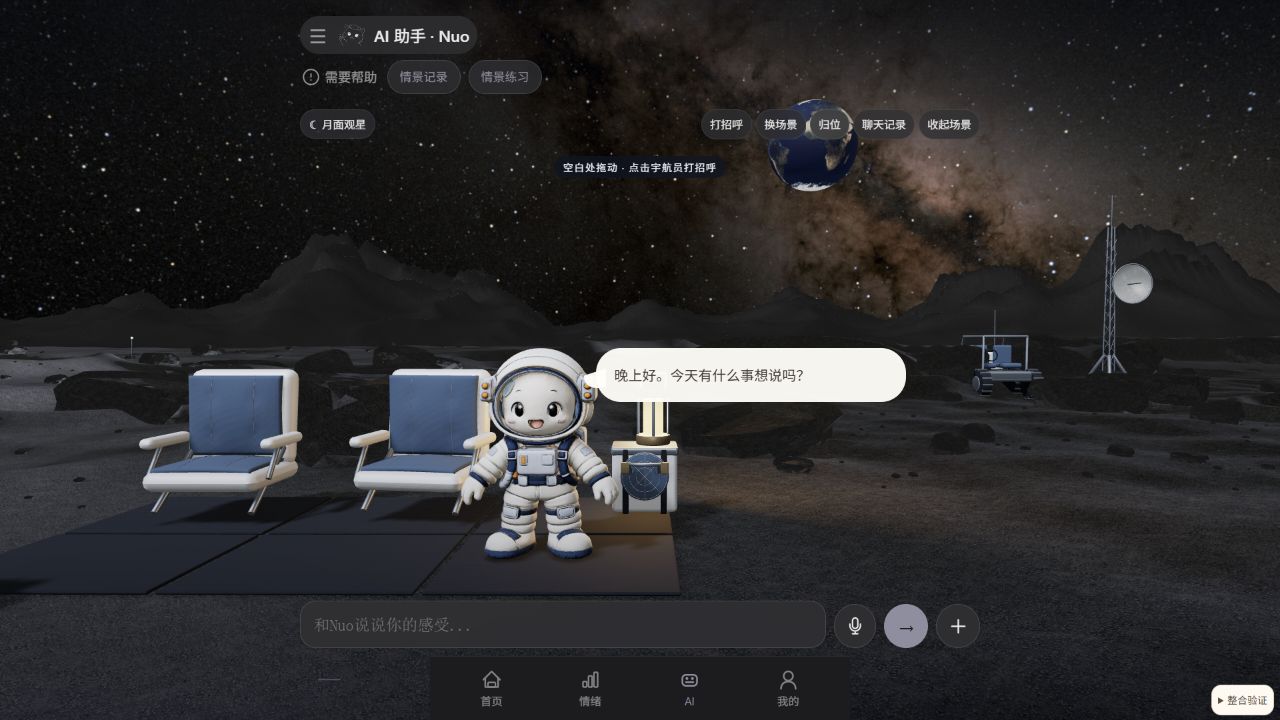 AI 助手 · Nuo
需要帮助
情景记录
情景练习
月面观星
打招呼
换场景
归位
聊天记录
收起场景
空白处拖动 · 点击宇航员打招呼
晚上好。今天有什么事想说吗？
和Nuo说说你的感受...
首页
情绪
AI
我的
整合验证